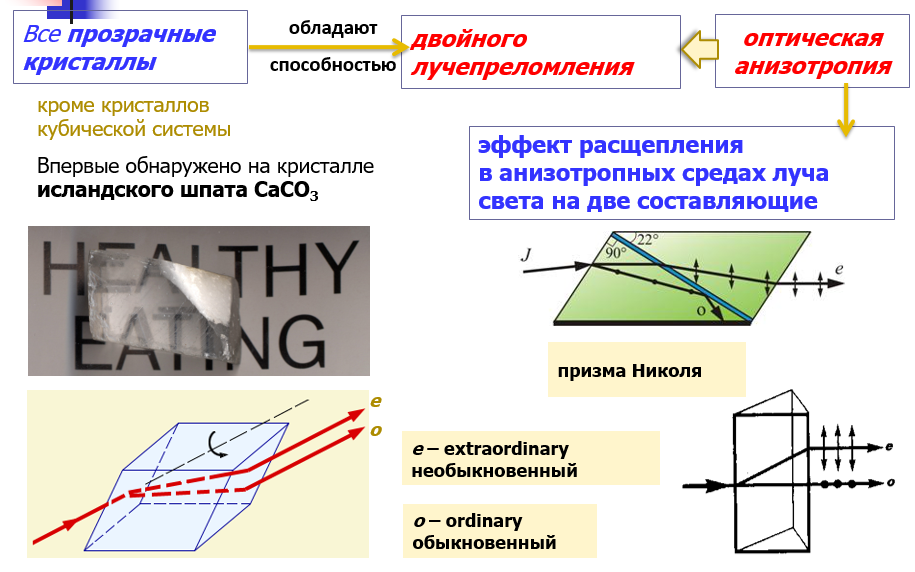 Все прозрачные
кристаллы
обладают
способностью
двойного
лучепреломления
оптическая
анизотропия
кроме кристаллов
кубической системы
Впервые обнаружено на кристалле
исландского шпата CaCO₃
эффект расщепления
в анизотропных средах луча
света на две составляющие
HEALTHY
EATING
J
90°
22°
e
o
призма Николя
e
o
e – extraordinary
необыкновенный
o – ordinary
обыкновенный
e
o